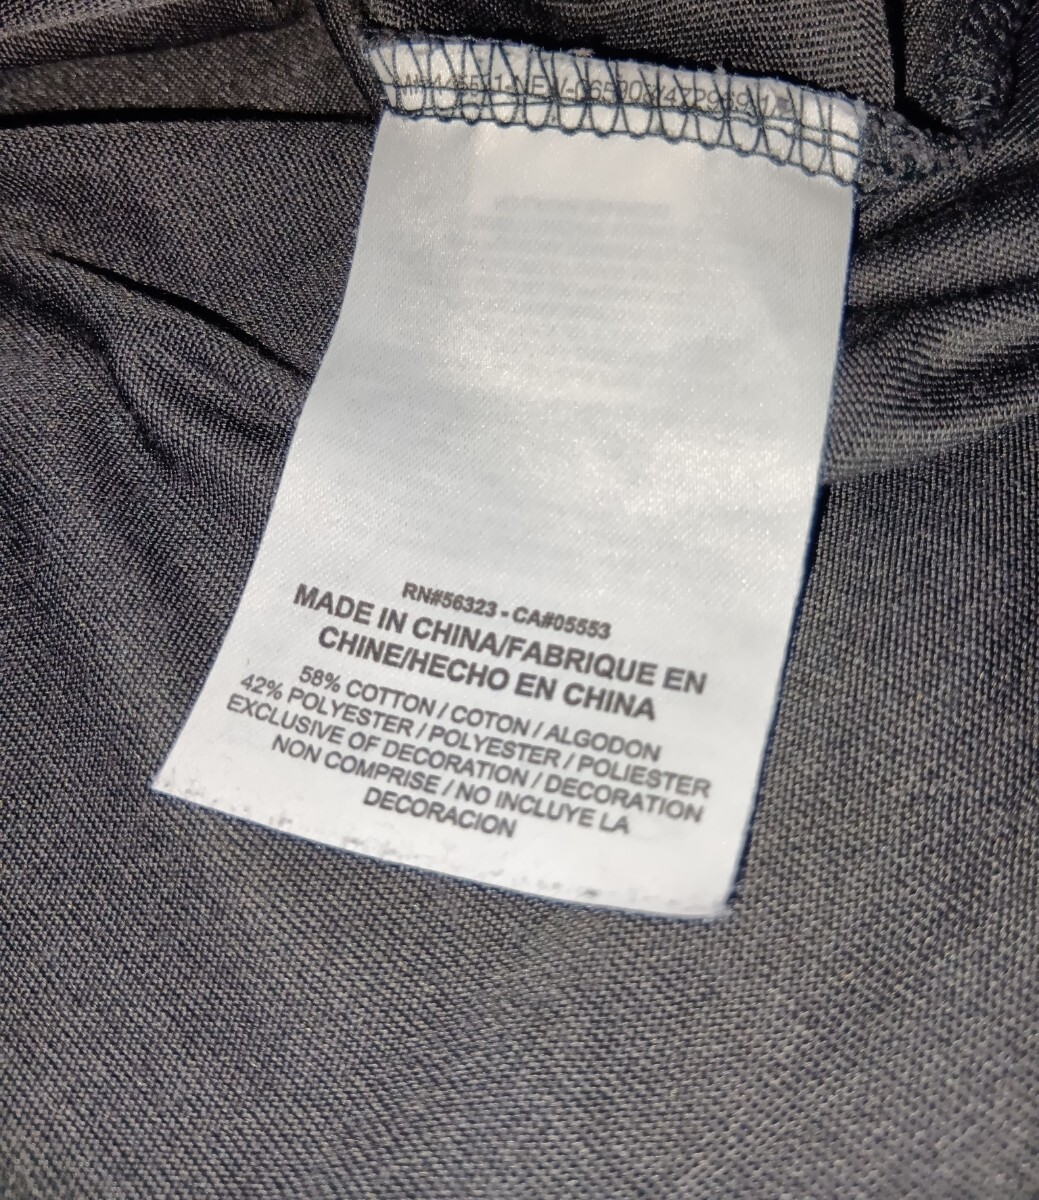 RN#56323 - CA#05553
MADE IN CHINA/FABRIQUE EN
CHINE/HECHO EN CHINA
58% COTTON / COTON / ALGODON
42% POLYESTER / POLYESTER / POLIESTER
EXCLUSIVE OF DECORATION / DECORATION
NON COMPRISE / NO INCLUYE LA
DECORACION